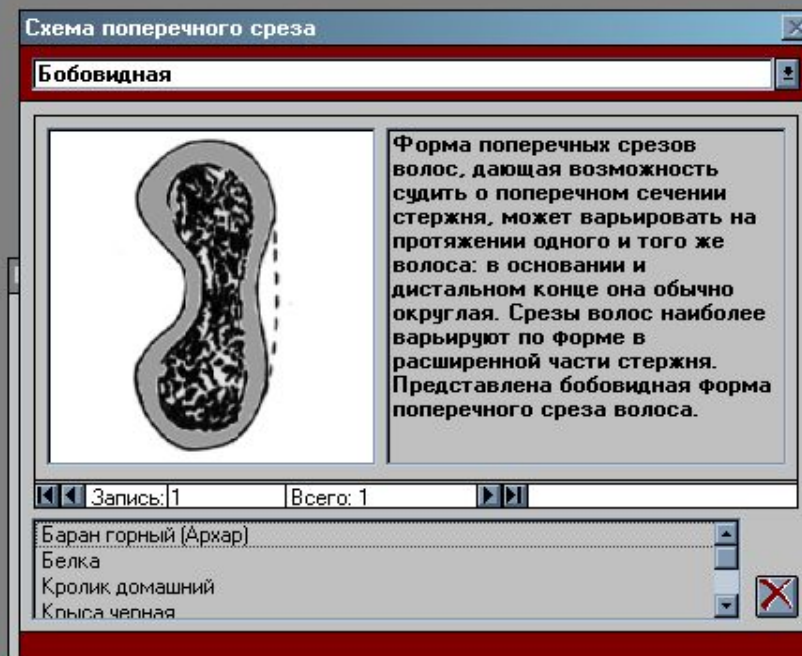 Схема поперечного среза
Бобовидная
Форма поперечных срезов
волос, дающая возможность
судить о поперечном сечении
стержня, может варьировать на
протяжении одного и того же
волоса: в основании и
дистальном конце она обычно
округлая. Срезы волос наиболее
варьируют по форме в
расширенной части стержня.
Представлена бобовидная форма
поперечного среза волоса.
Запись: 1 Всего: 1
Баран горный (Архар)
Белка
Кролик домашний
Крыса черная